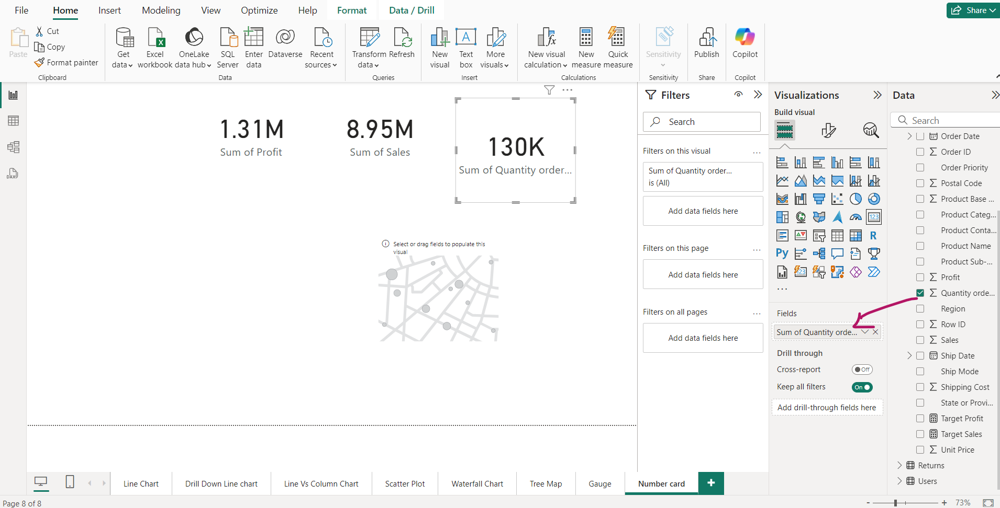 File Home Insert Modeling View Optimize Help Format Data / Drill Share
Paste
Cut
Copy
Format painter
Clipboard
Get data
Excel workbook
OneLake data hub
SQL Server
Enter data
Dataverse
Recent sources
Data
Transform data
Refresh
Queries
New visual
Text box
More visuals
Insert
New visual calculation
New measure
Quick measure
Calculations
Sensitivity
Sensitivity
Publish
Share
Copilot
Copilot
DAX
1.31M
Sum of Profit
8.95M
Sum of Sales
130K
Sum of Quantity order...
Select or drag fields to populate this
visual
Filters
Search
Filters on this visual
Sum of Quantity order...
is (All)
Add data fields here
Filters on this page
Add data fields here
Filters on all pages
Add data fields here
Visualizations
Build visual
123
R
Py
123
Fields
Sum of Quantity orde...
Drill through
Cross-report Off
Keep all filters On
Add drill-through fields here
Data
Search
Order Date
Order ID
Order Priority
Postal Code
Product Base ...
Product Categ...
Product Conta...
Product Name
Product Sub-...
Profit
Quantity orde...
Region
Row ID
Sales
Ship Date
Ship Mode
Shipping Cost
State or Provi...
Target Profit
Target Sales
Unit Price
Returns
Users
Line Chart Drill Down Line chart Line Vs Column Chart Scatter Plot Waterfall Chart Tree Map Gauge Number card +
Page 8 of 8
- + 73%